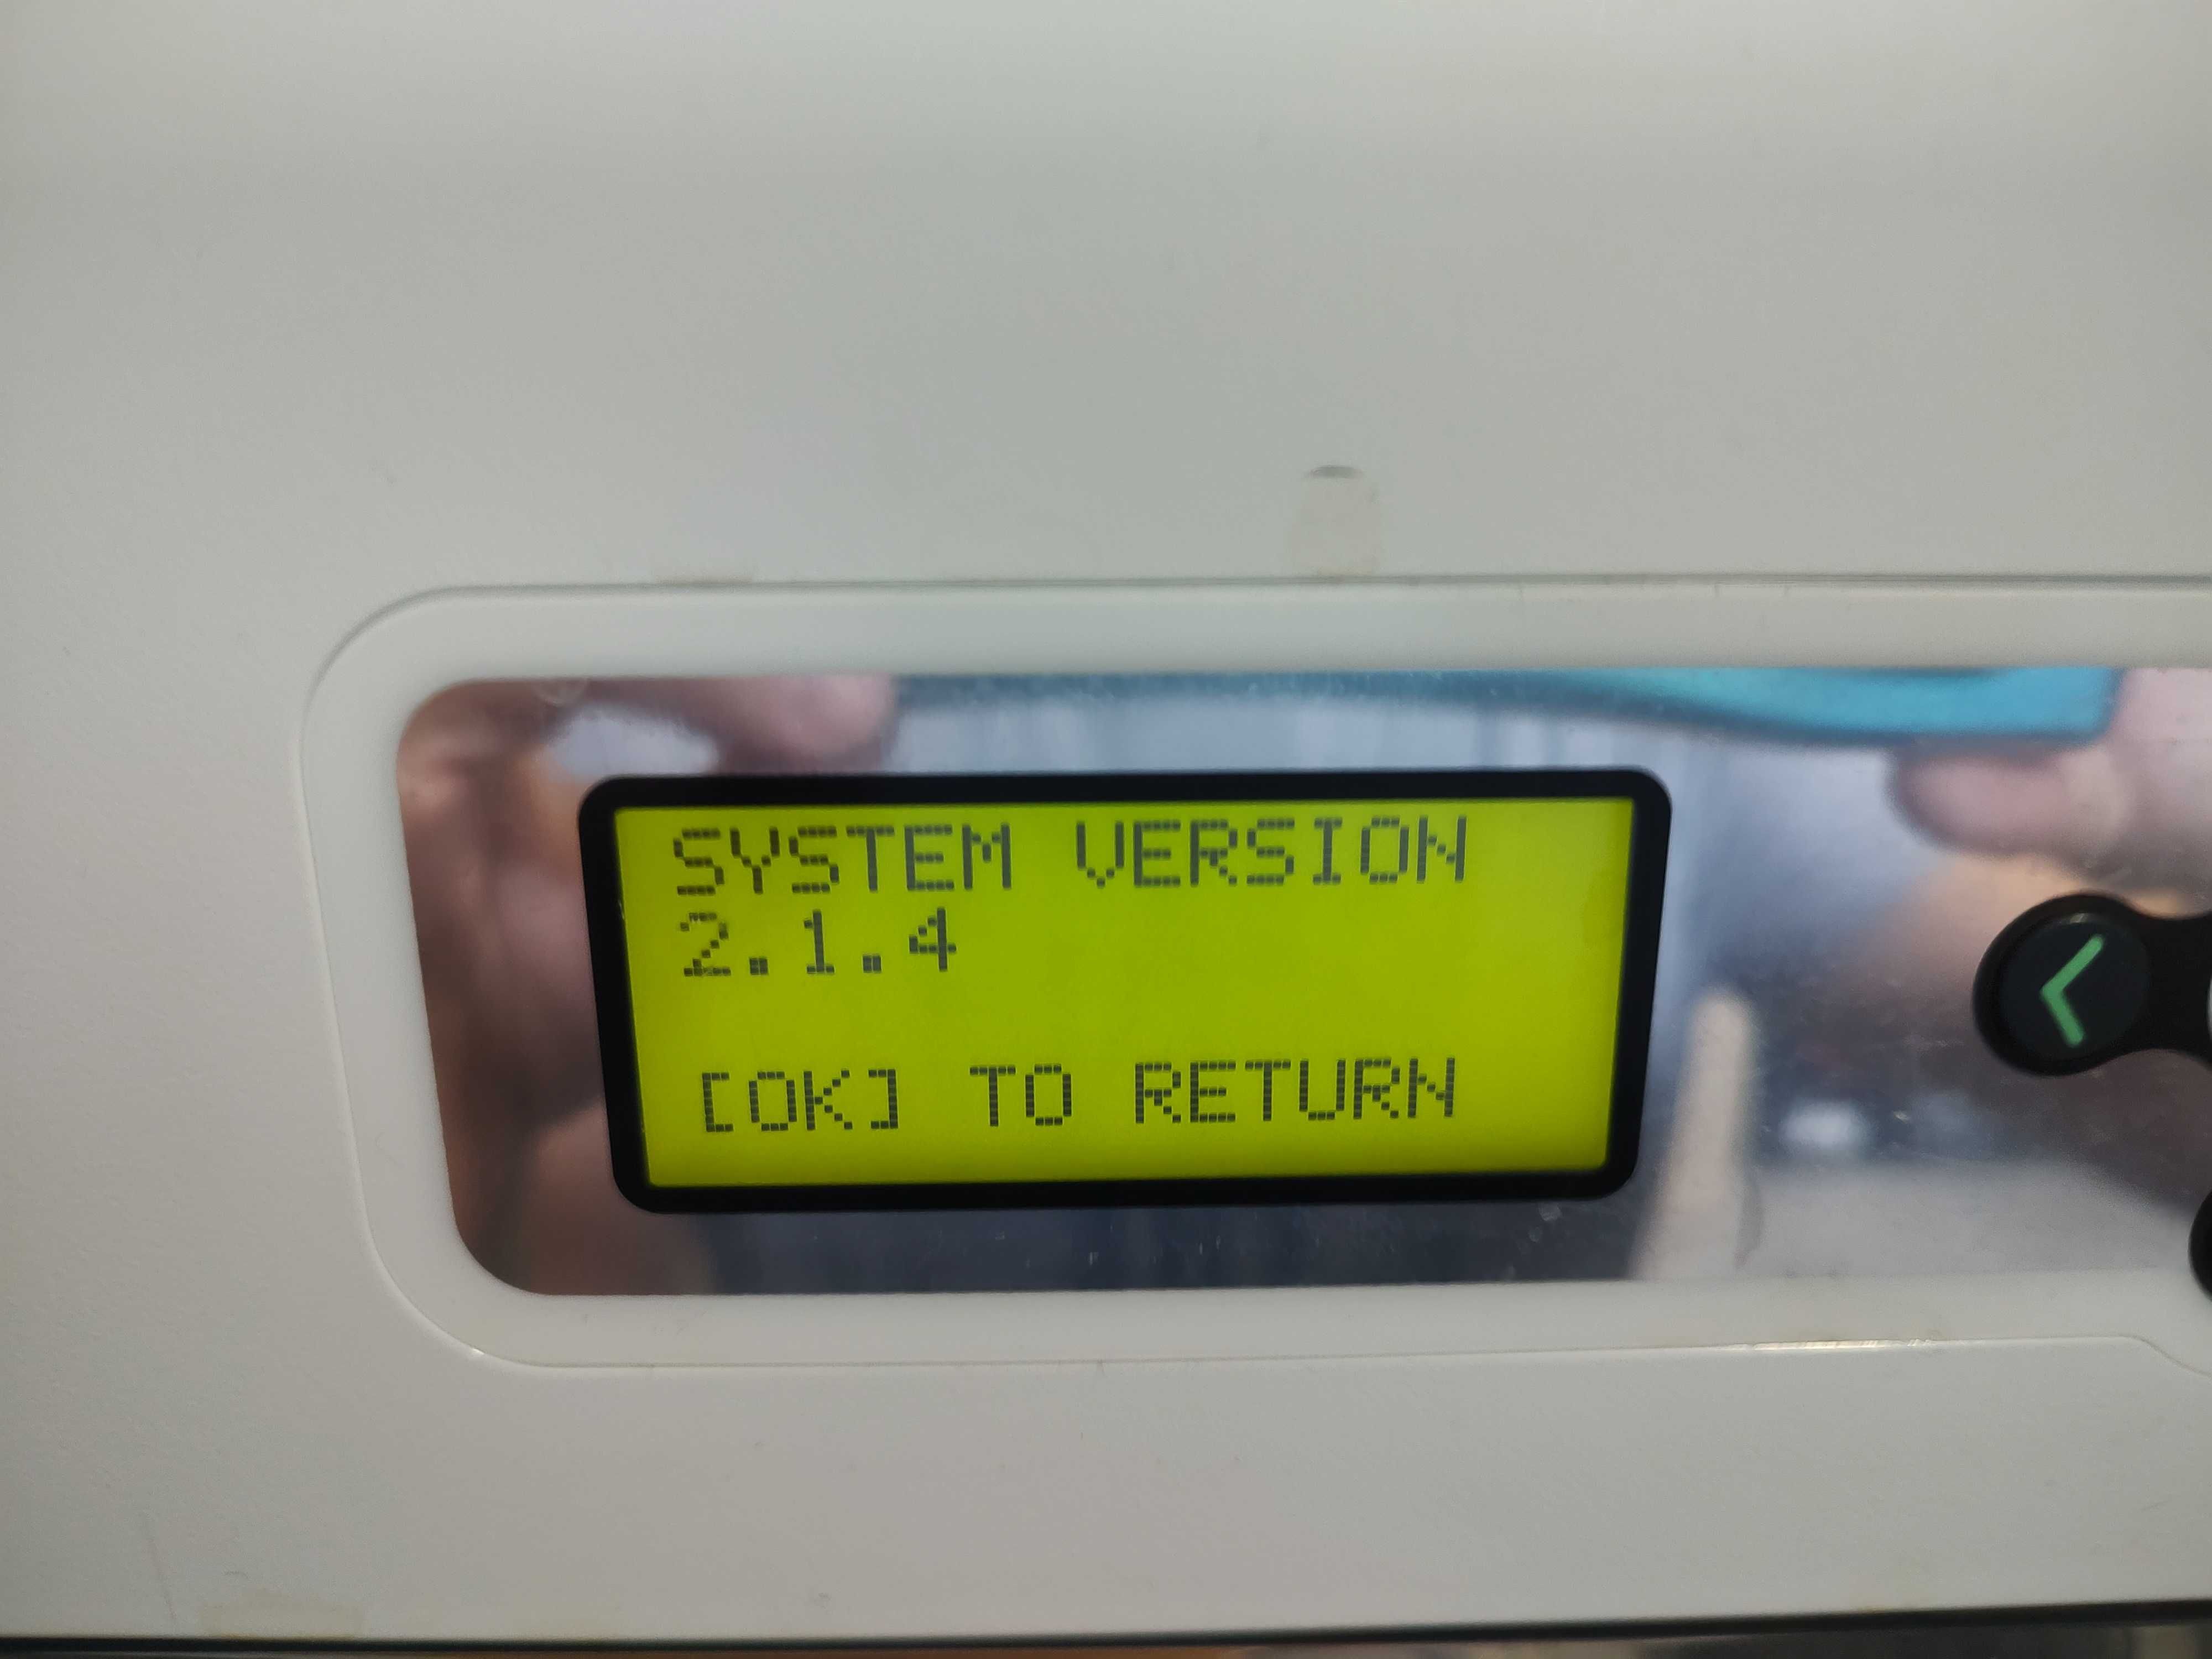 SYSTEM VERSION
2.1.4
[OK] TO RETURN